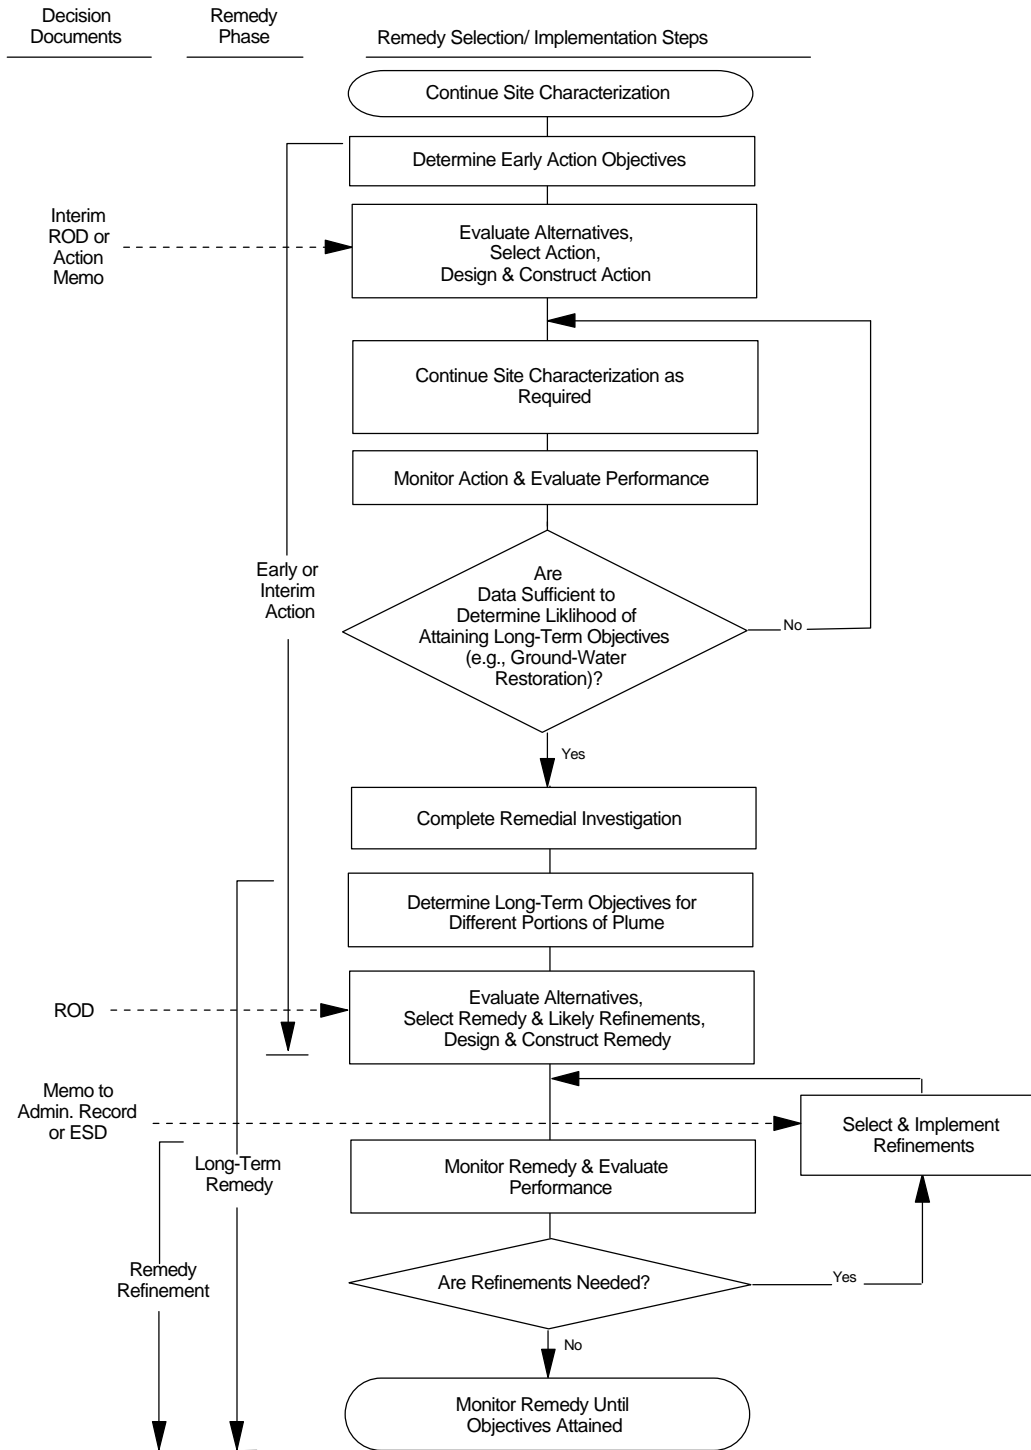 Decision
Documents
Remedy
Phase
Remedy Selection/ Implementation Steps
Continue Site Characterization
Determine Early Action Objectives
Interim
ROD or
Action
Memo
Evaluate Alternatives,
Select Action,
Design & Construct Action
Continue Site Characterization as
Required
Monitor Action & Evaluate Performance
Early or
Interim
Action
Are
Data Sufficient to
Determine Liklihood of
Attaining Long-Term Objectives
(e.g., Ground-Water
Restoration)?
No
Yes
Complete Remedial Investigation
Determine Long-Term Objectives for
Different Portions of Plume
ROD
Evaluate Alternatives,
Select Remedy & Likely Refinements,
Design & Construct Remedy
Memo to
Admin. Record
or ESD
Select & Implement
Refinements
Long-Term
Remedy
Monitor Remedy & Evaluate
Performance
Remedy
Refinement
Are Refinements Needed?
Yes
No
Monitor Remedy Until
Objectives Attained